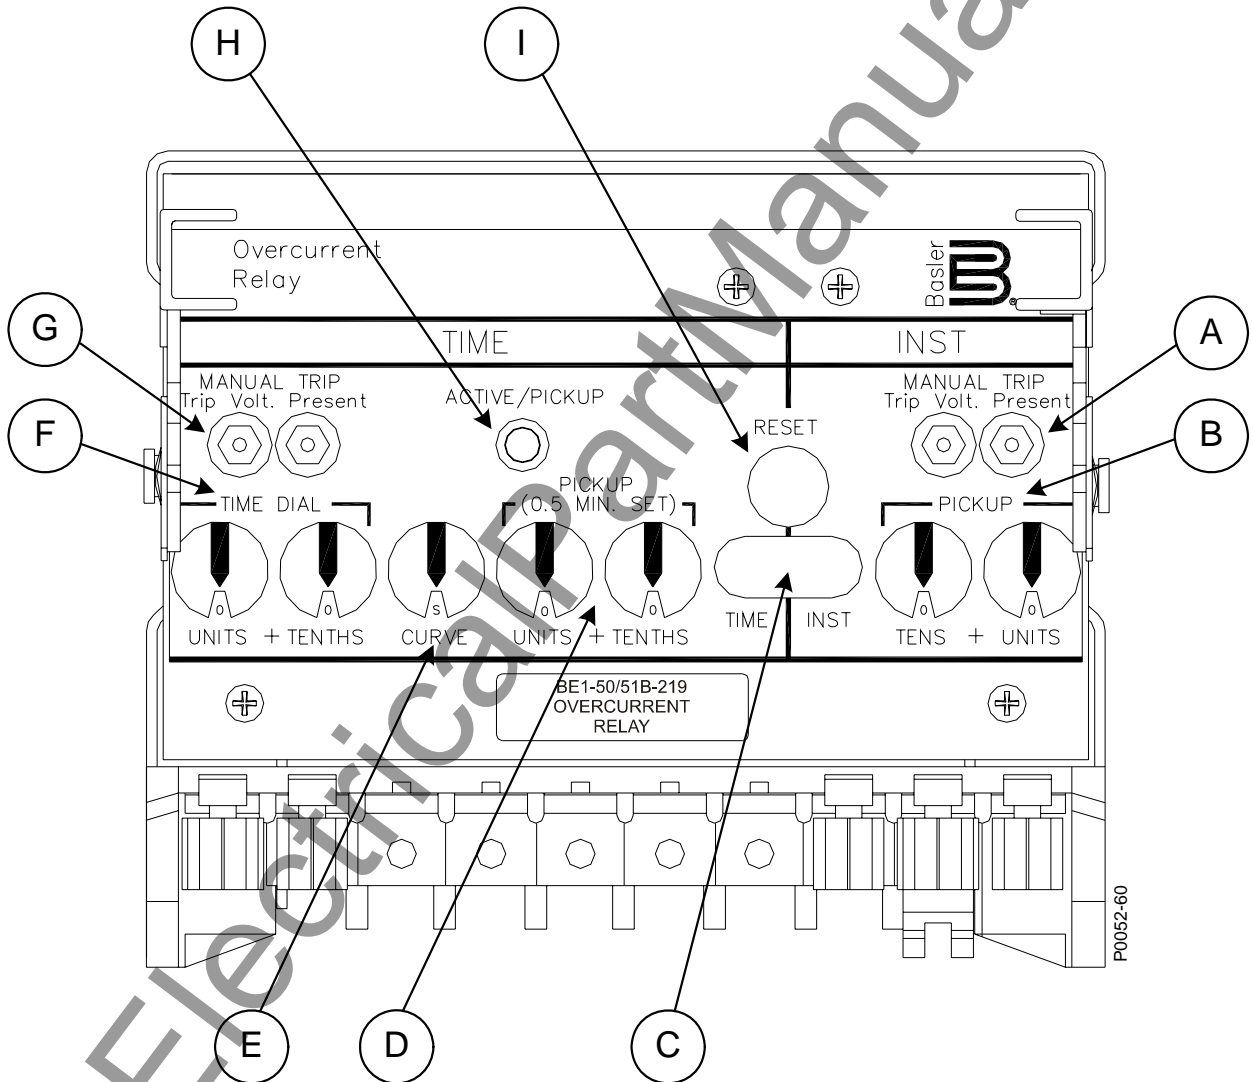 H
I
Overcurrent
Relay
Basler
G
A
TIME
INST
MANUAL TRIP
Trip Volt. Present
ACTIVE/PICKUP
MANUAL TRIP
Trip Volt. Present
F
B
RESET
TIME DIAL
PICKUP
(0.5 MIN. SET)
PICKUP
0
0
S
0
0
0
0
UNITS + TENTHS
CURVE
UNITS + TENTHS
TIME
INST
TENS + UNITS
BE1-50/51B-219
OVERCURRENT
RELAY
P0052-60
E
D
C
ElectricalPartManua